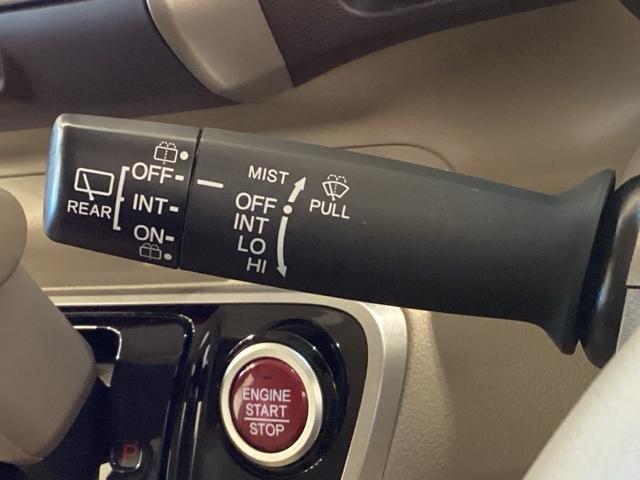 OFF
REAR
INT
ON
MIST
OFF
INT
LO
HI
PULL
ENGINE
START
STOP
P